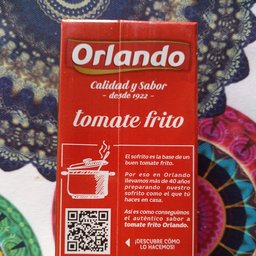 Orlando
Calidad y Sabor
- desde 1922 -
tomate frito
El sofrito es la base de un
buen tomate frito.
Por eso en Orlando
llevamos más de 40 años
preparando nuestro
sofrito como el que tú
haces en casa.
Así es como conseguimos
el auténtico sabor a
tomate frito Orlando.
¡DESCUBRE CÓMO
LO HACEMOS!